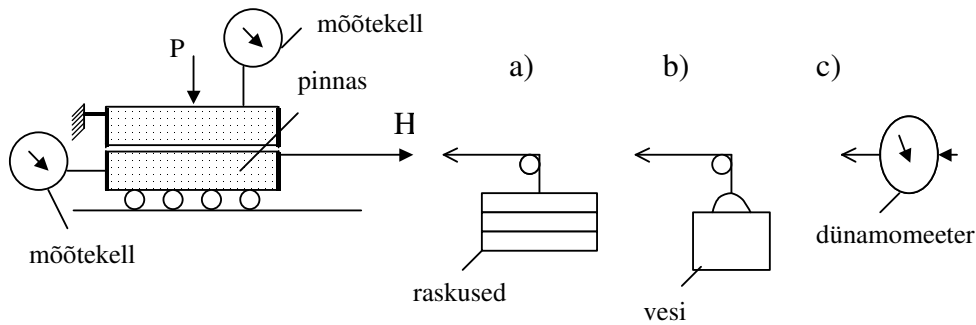 mõõtekell
P
a)
b)
c)
pinnas
H
dünamomeeter
mõõtekell
raskused
vesi